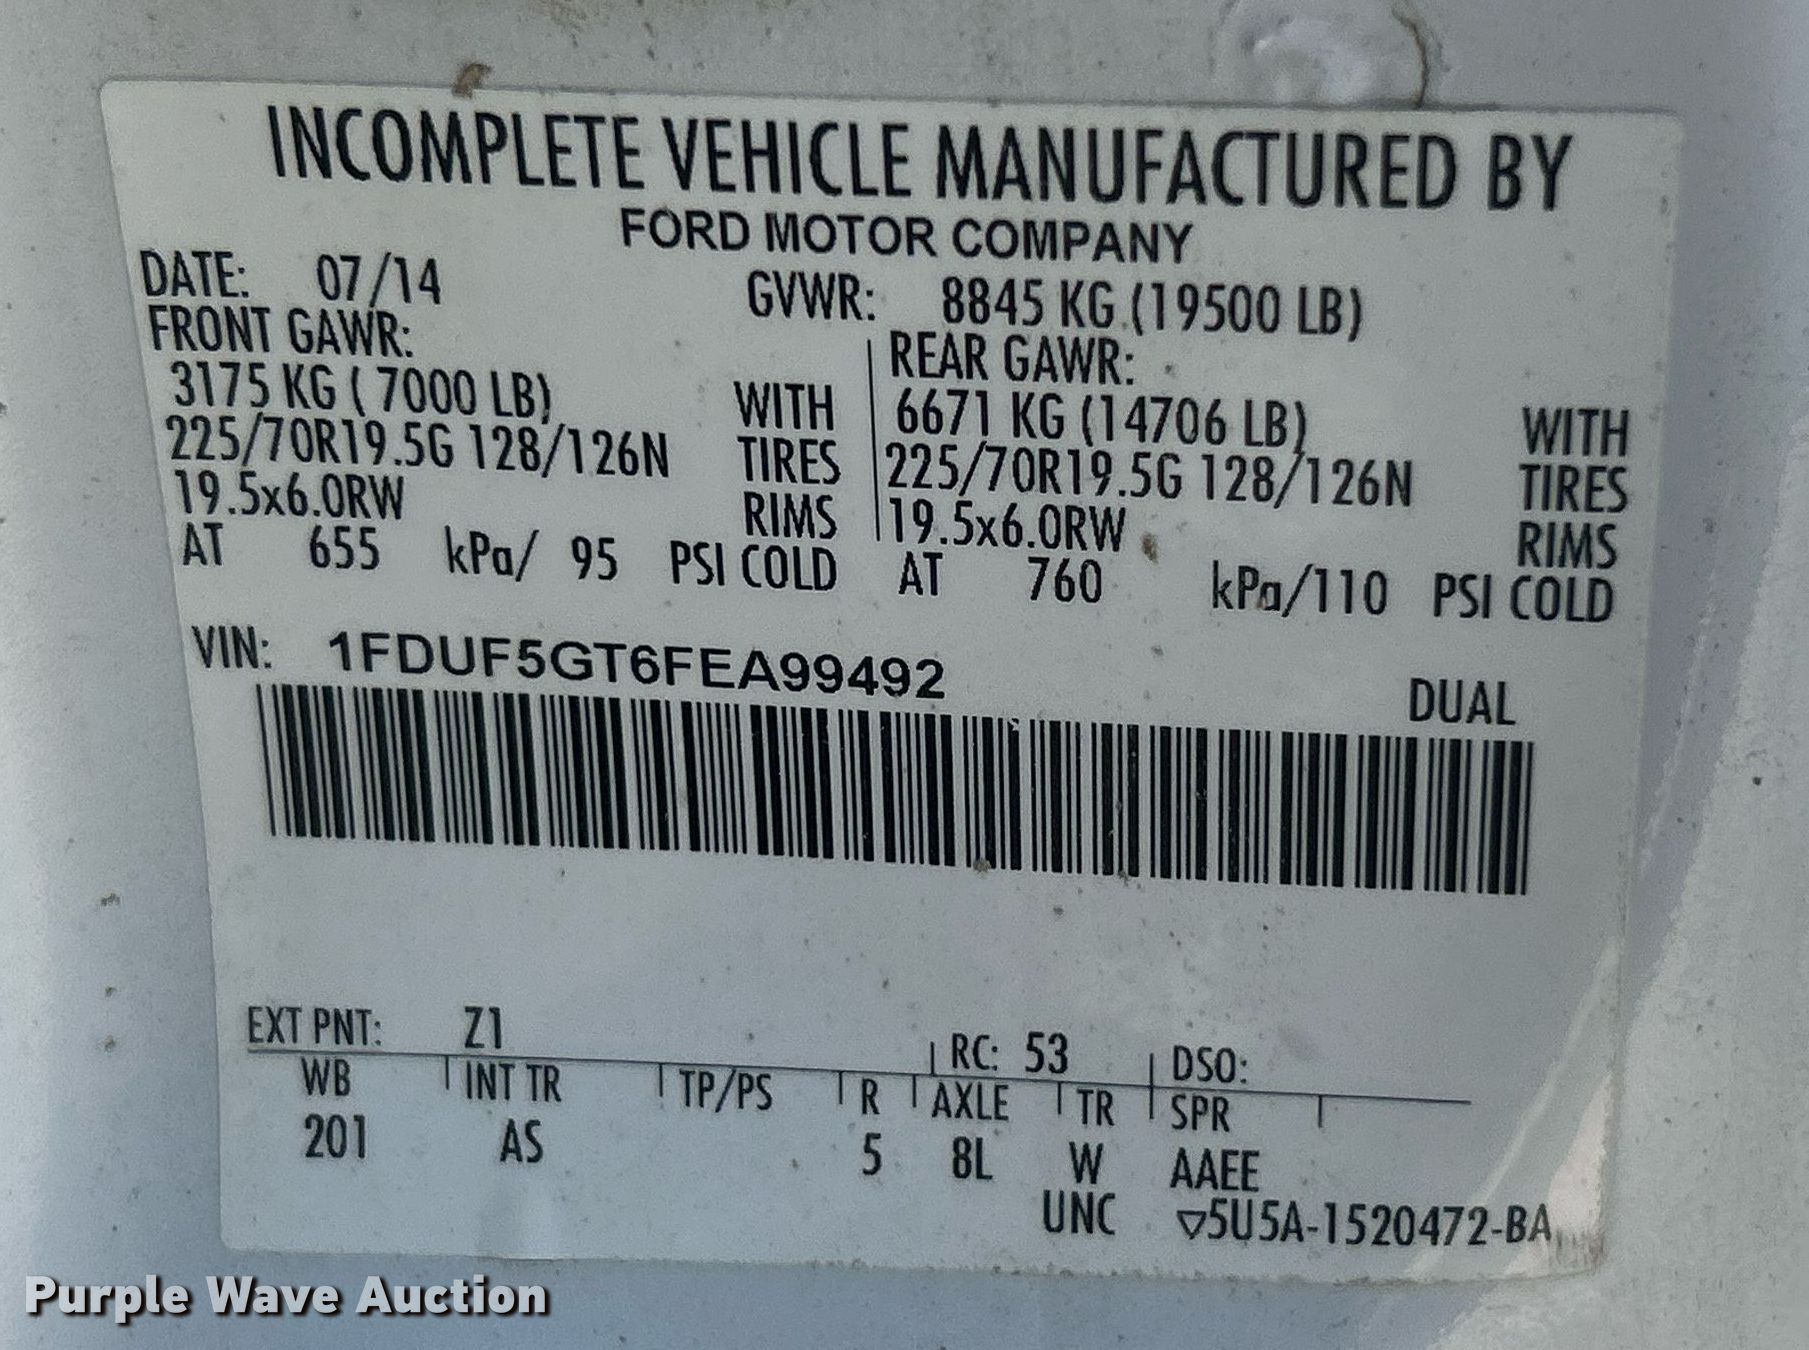 INCOMPLETE VEHICLE MANUFACTURED BY
FORD MOTOR COMPANY
DATE: 07/14 GVWR: 8845 KG (19500 LB)
FRONT GAWR: REAR GAWR:
3175 KG ( 7000 LB) WITH 6671 KG (14706 LB) WITH
225/70R19.5G 128/126N TIRES 225/70R19.5G 128/126N TIRES
19.5x6.0RW RIMS 19.5x6.0RW RIMS
AT 655 kPa/ 95 PSI COLD AT 760 kPa/110 PSI COLD
VIN: 1FDUF5GT6FEA99492
DUAL
EXT PNT: Z1 RC: 53 DSO:
WB INT TR TP/PS R AXLE TR SPR
201 AS 5 8L W AAEE
UNC ▽5U5A-1520472-BA
Purple Wave Auction